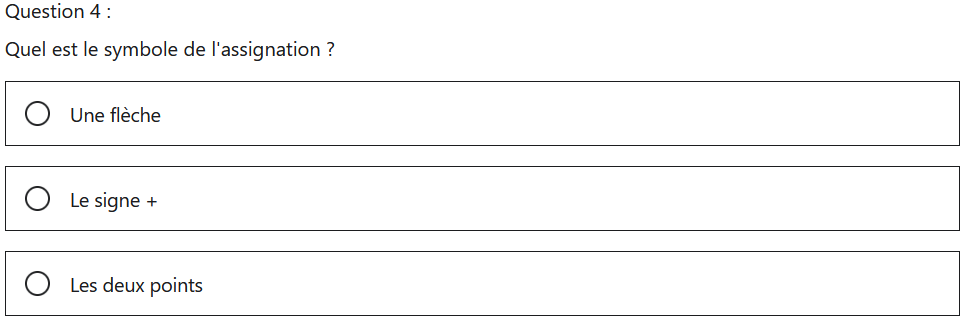 Question 4 :
Quel est le symbole de l'assignation ?
Une flèche
Le signe +
Les deux points